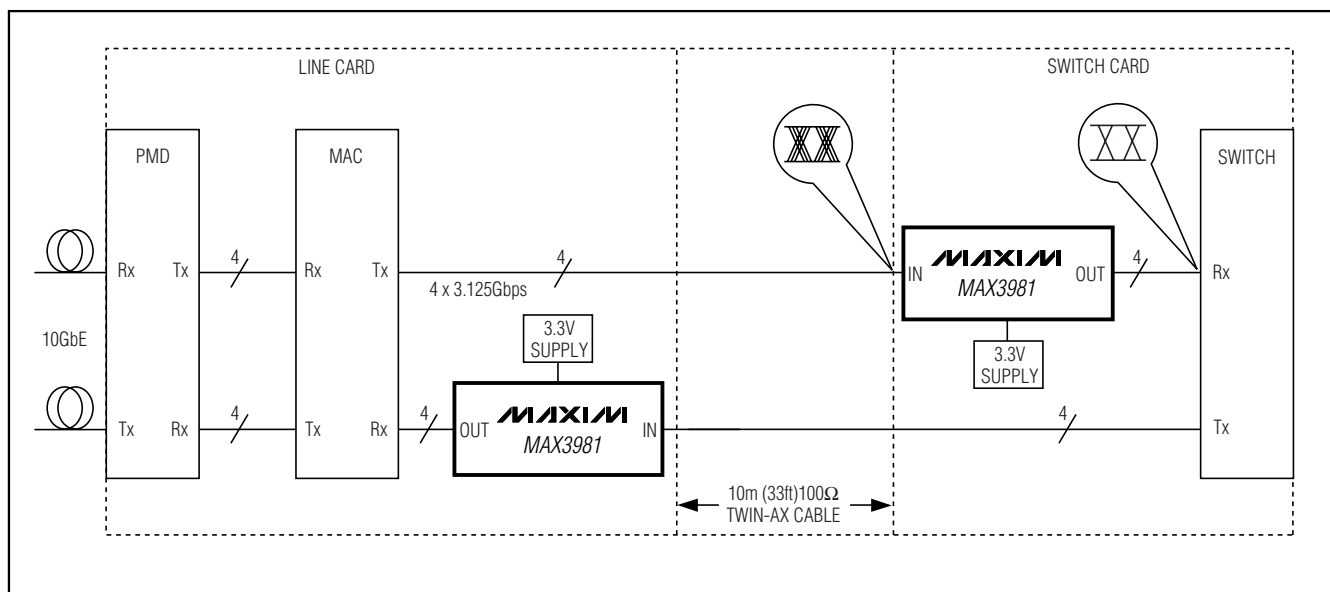 LINE CARD
SWITCH CARD
PMD
MAC
SWITCH
Rx
Tx
4
Rx
Tx
4
4 x 3.125Gbps
IN
MAXIM
MAX3981
OUT
4
Rx
10GbE
3.3V
SUPPLY
3.3V
SUPPLY
Tx
Rx
4
Tx
Rx
4
OUT
MAXIM
MAX3981
IN
4
Tx
10m (33ft)100Ω
TWIN-AX CABLE